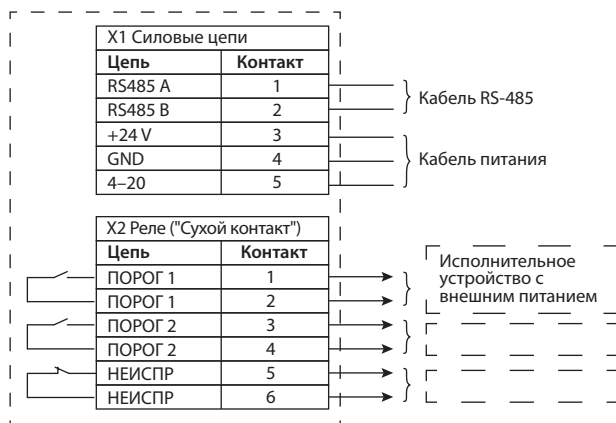 X1 Силовые цепи
Цепь Контакт
RS485 A 1
RS485 B 2
+24 V 3
GND 4
4–20 5
Кабель RS-485
Кабель питания
X2 Реле ("Сухой контакт")
Цепь Контакт
ПОРОГ 1 1
ПОРОГ 1 2
ПОРОГ 2 3
ПОРОГ 2 4
НЕИСПР 5
НЕИСПР 6
Исполнительное
устройство с
внешним питанием